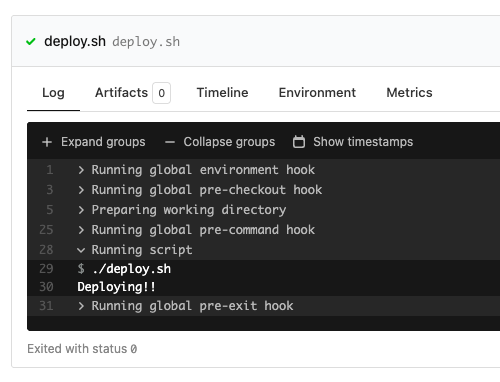 deploy.sh deploy.sh
Log Artifacts 0 Timeline Environment Metrics
+ Expand groups − Collapse groups Show timestamps
1 > Running global environment hook
3 > Running global pre-checkout hook
5 > Preparing working directory
25 > Running global pre-command hook
28 Running script
29 $ ./deploy.sh
30 Deploying!!
31 > Running global pre-exit hook
Exited with status 0